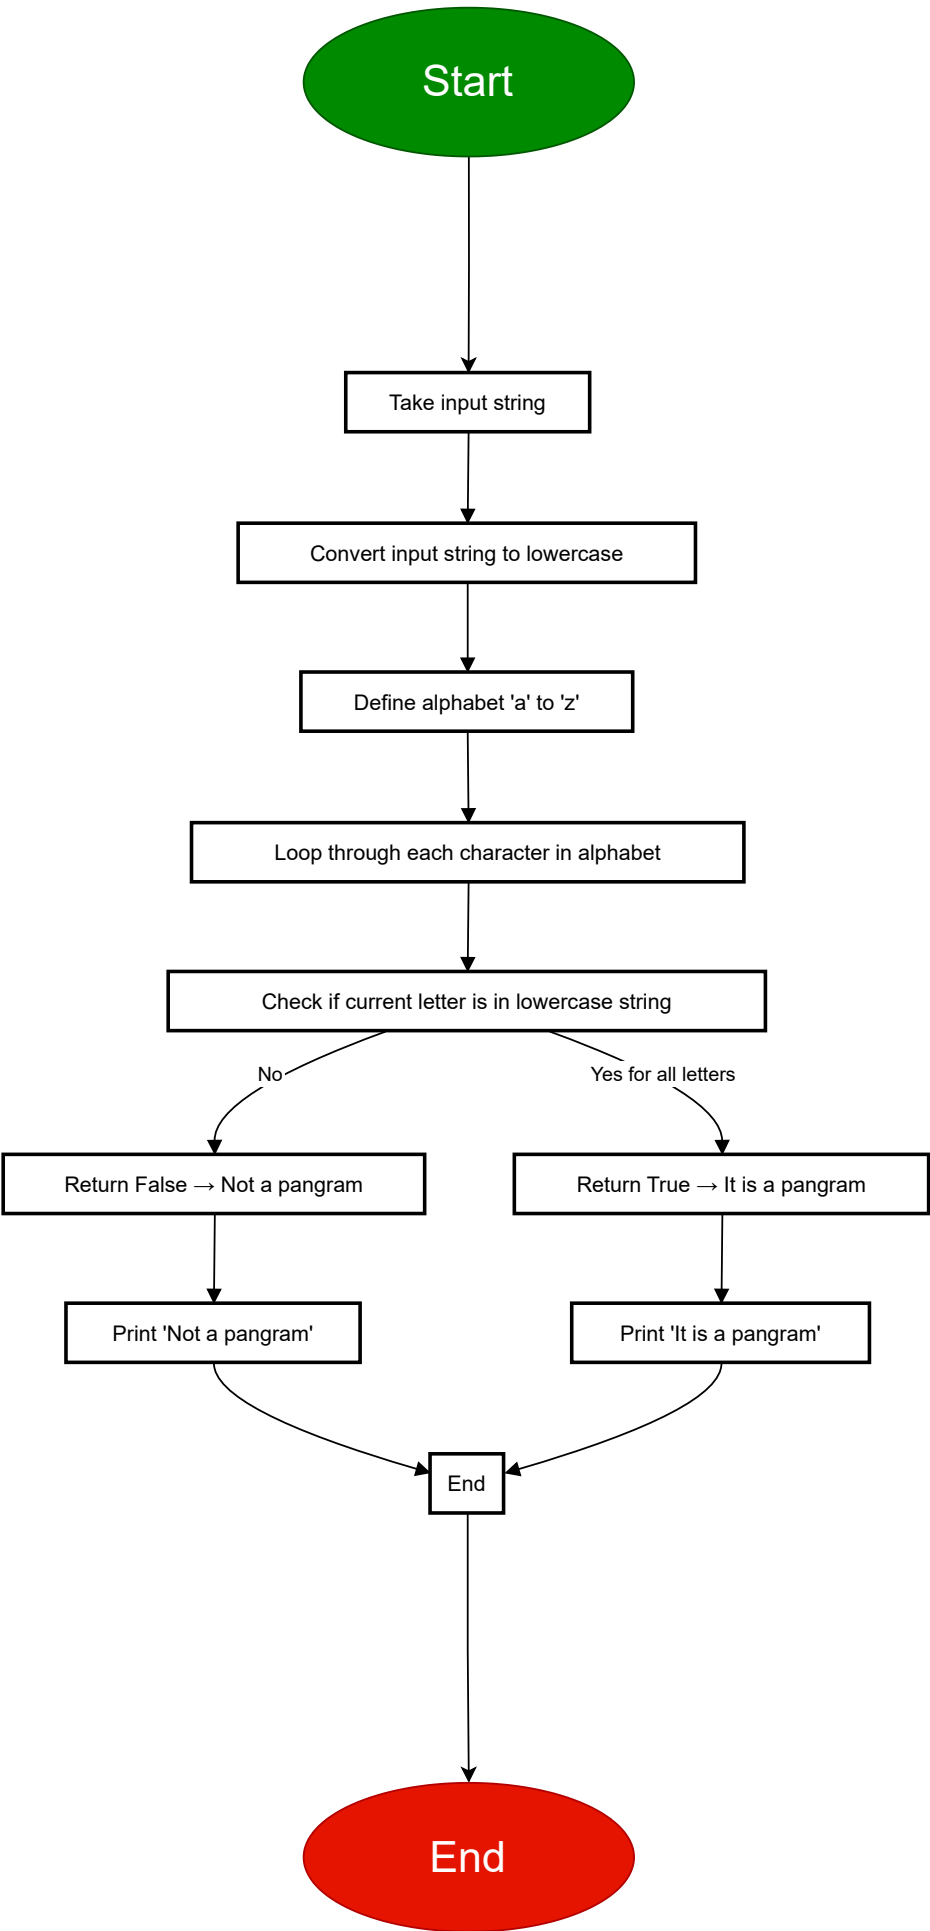 Start
Take input string
Convert input string to lowercase
Define alphabet 'a' to 'z'
Loop through each character in alphabet
Check if current letter is in lowercase string
No
Yes for all letters
Return False → Not a pangram
Return True → It is a pangram
Print 'Not a pangram'
Print 'It is a pangram'
End
End